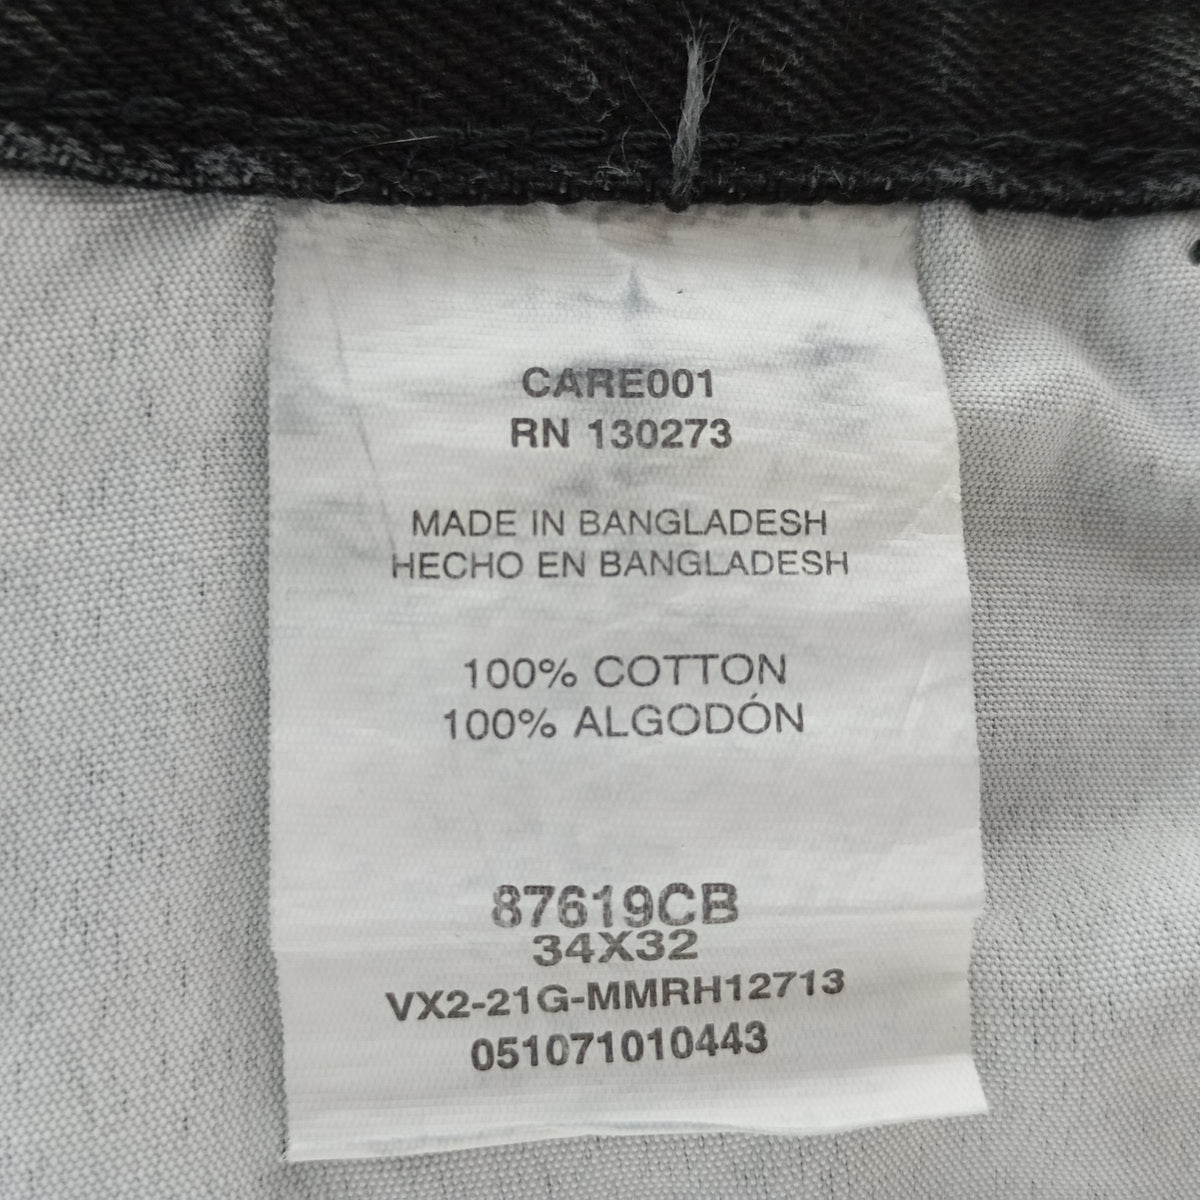 CARE001
RN 130273
MADE IN BANGLADESH
HECHO EN BANGLADESH
100% COTTON
100% ALGODÓN
87619CB
34X32
VX2-21G-MMRH12713
051071010443